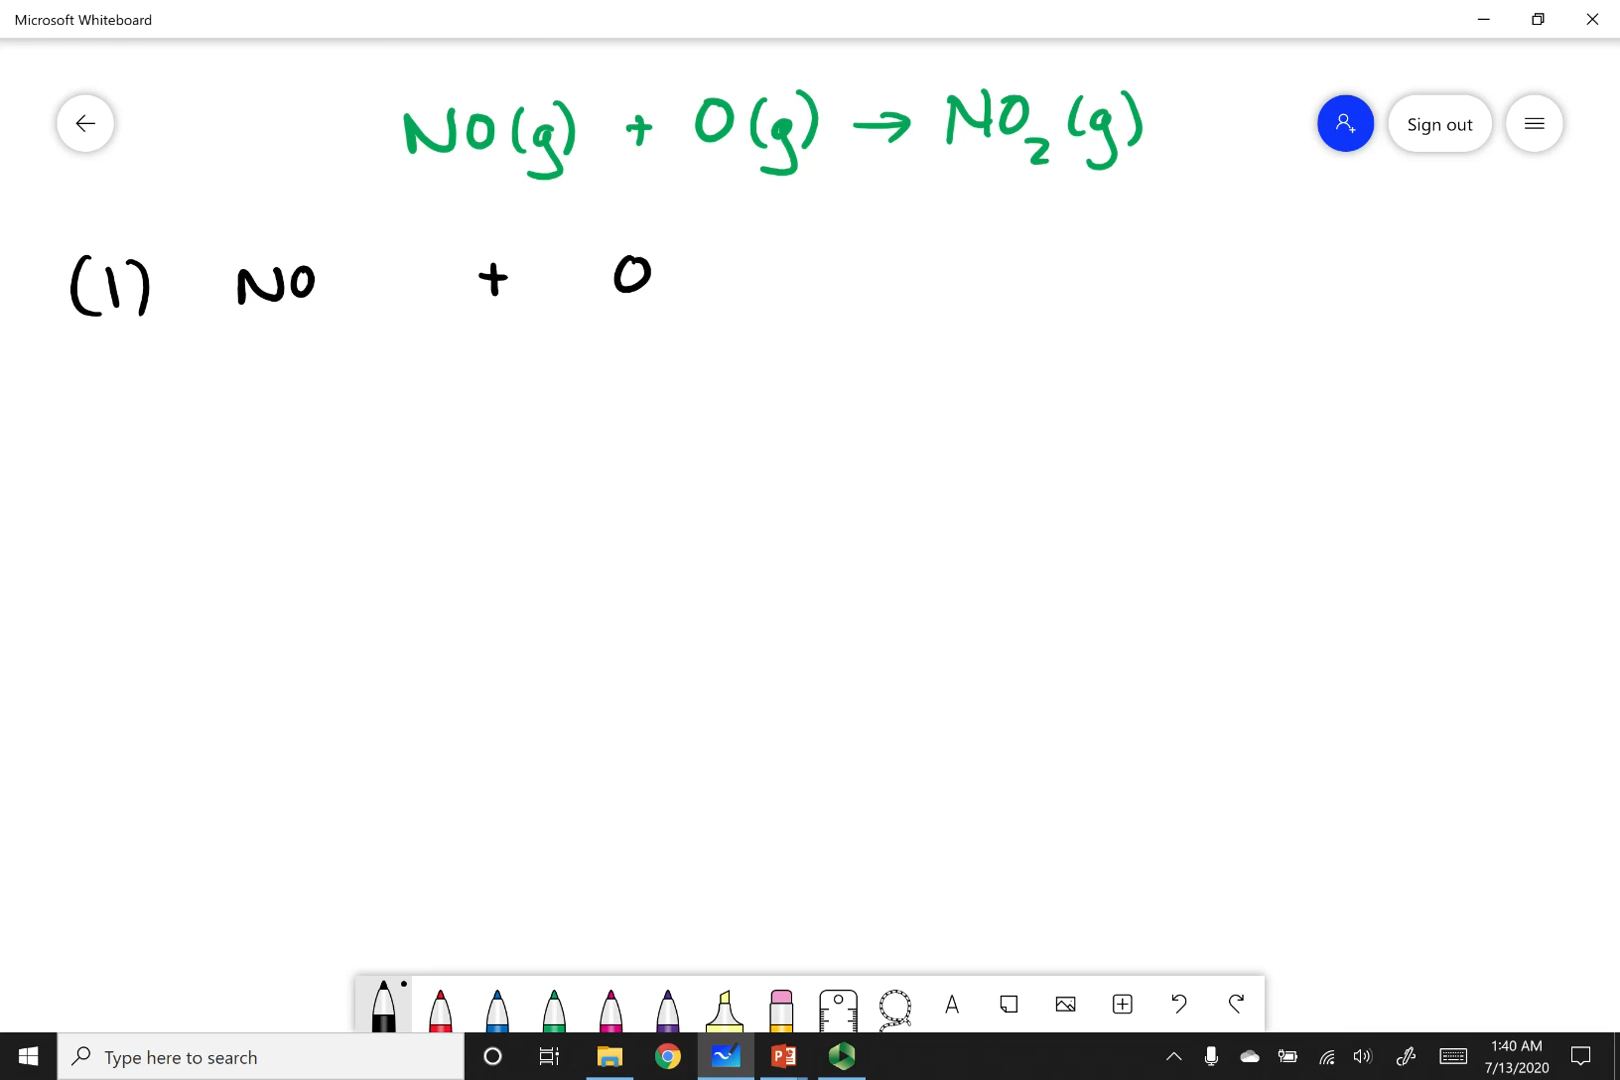 Microsoft Whiteboard
NO(g) + O(g) → NO₂(g)
Sign out
(1) NO + O
A
Type here to search
1:40 AM
7/13/2020